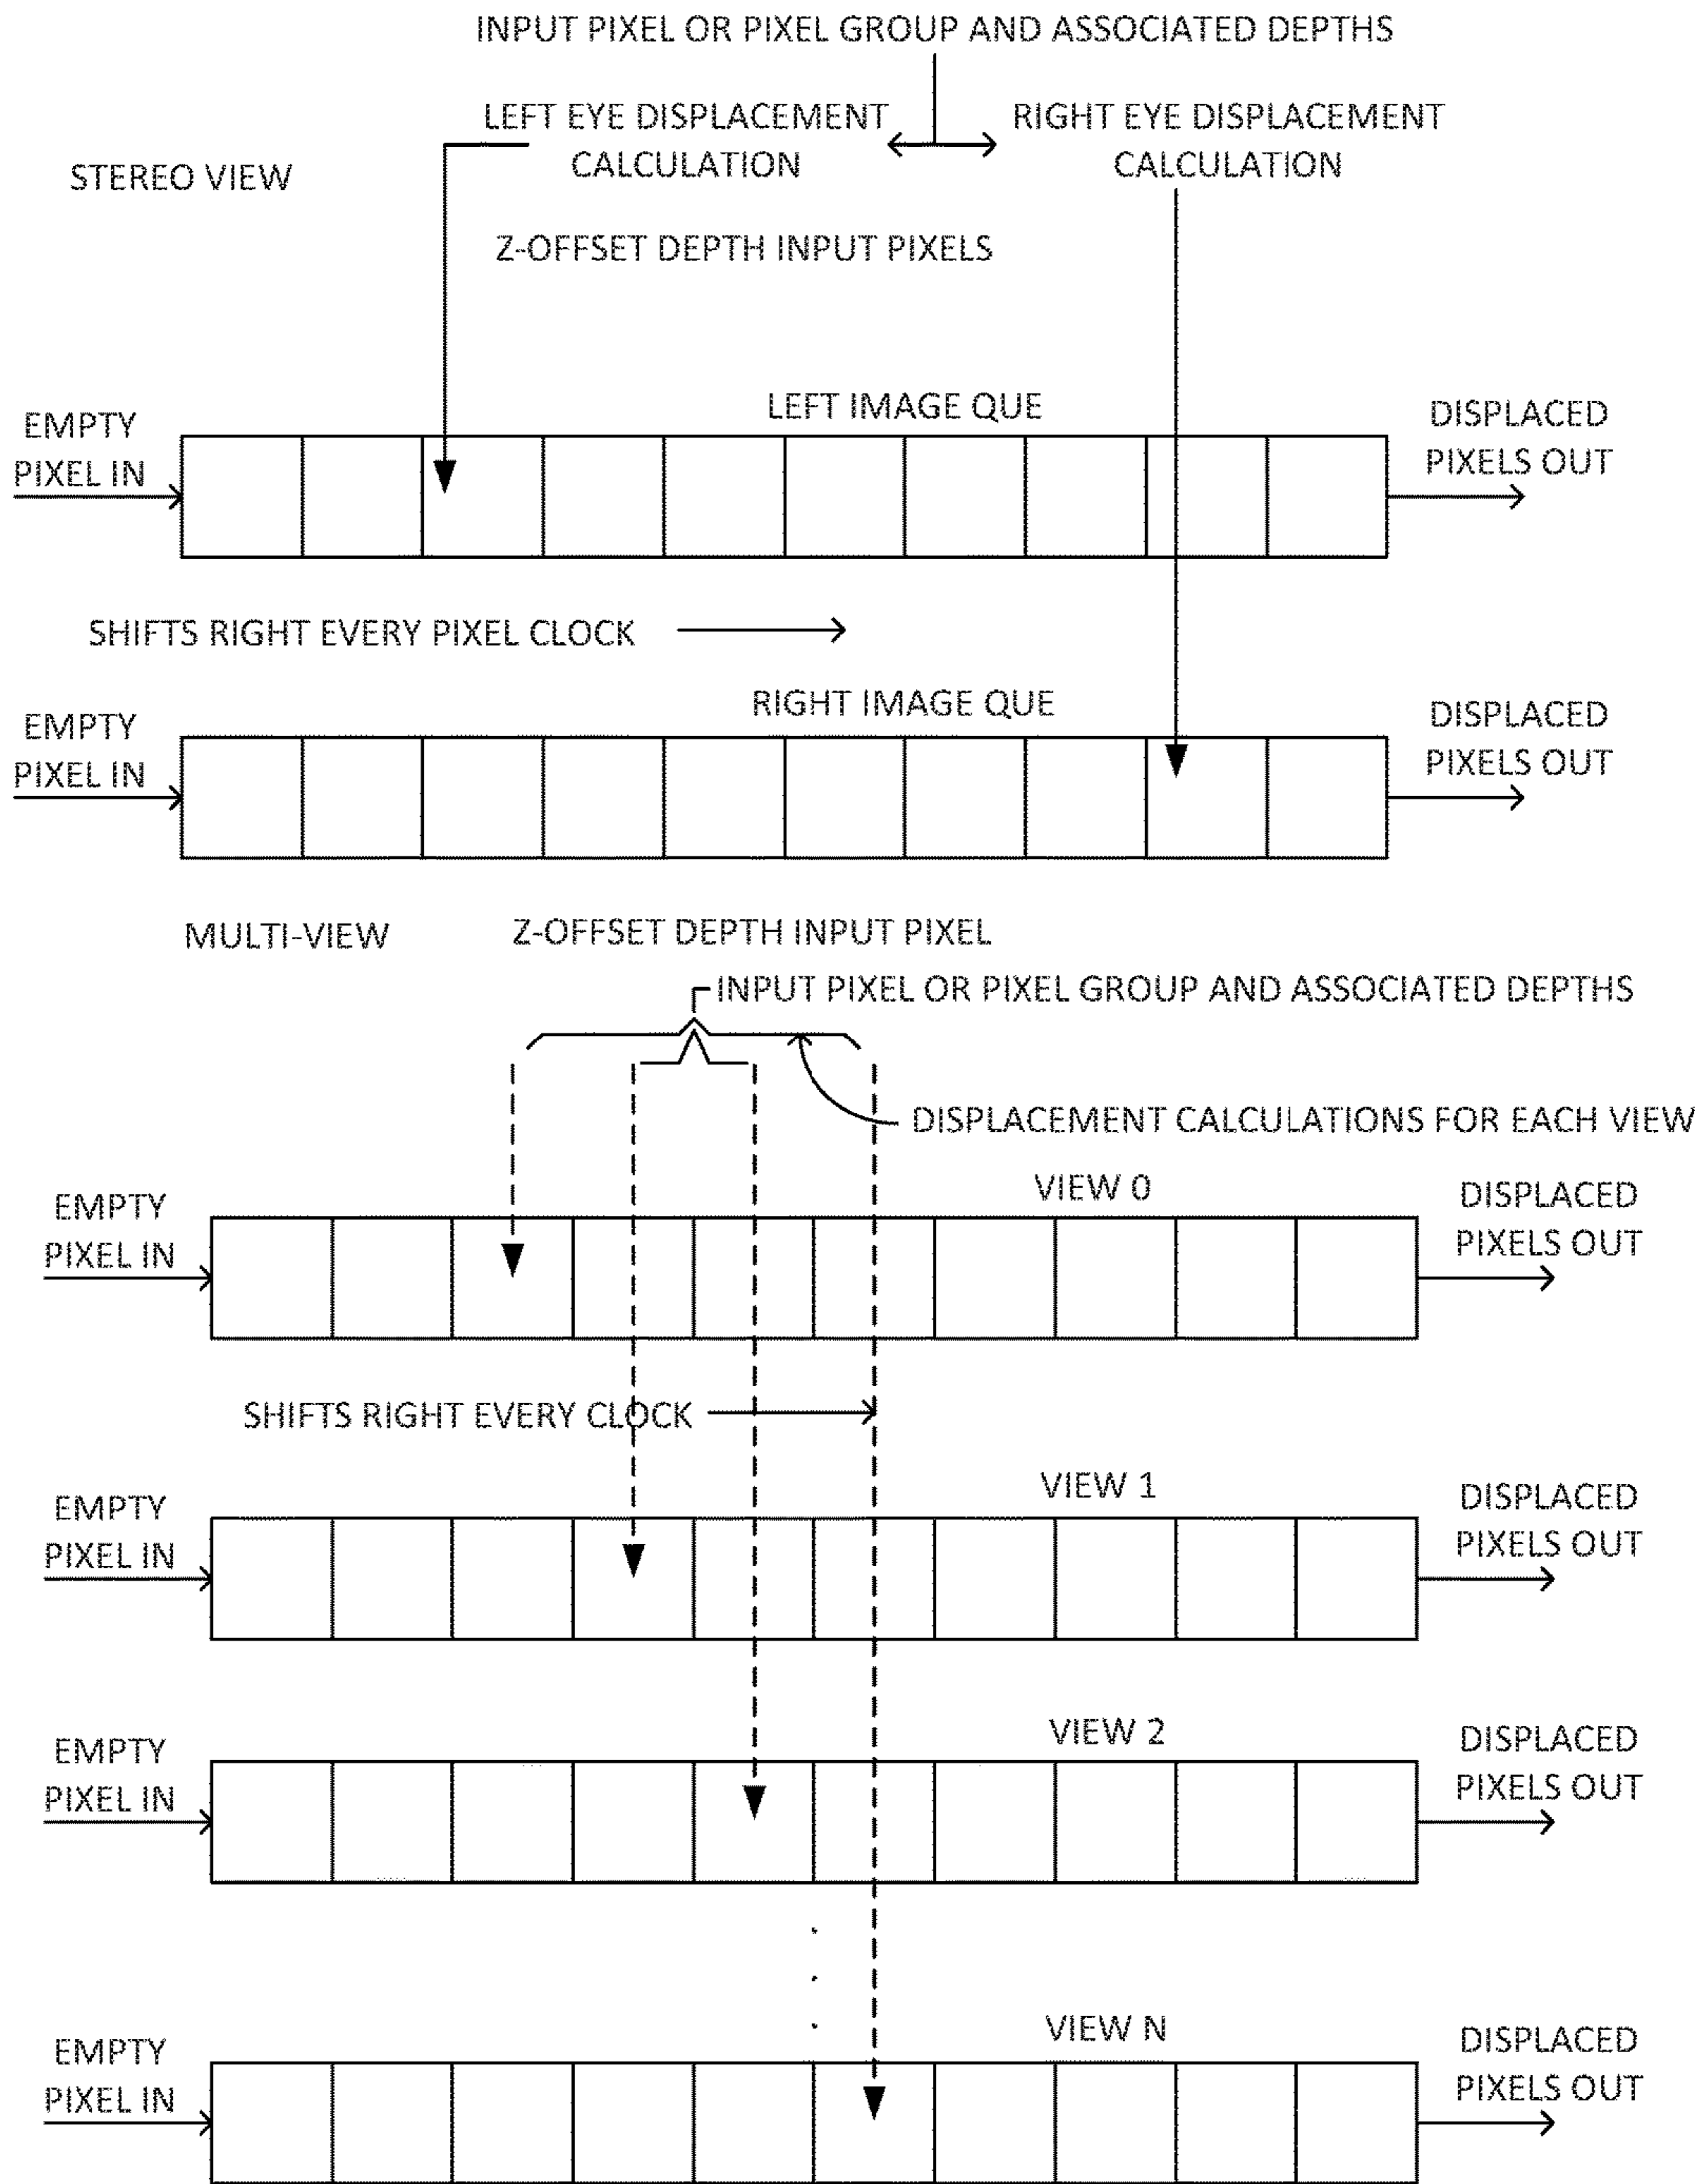 INPUT PIXEL OR PIXEL GROUP AND ASSOCIATED DEPTHS
LEFT EYE DISPLACEMENT
CALCULATION
RIGHT EYE DISPLACEMENT
CALCULATION
STEREO VIEW
Z-OFFSET DEPTH INPUT PIXELS
LEFT IMAGE QUE
EMPTY
PIXEL IN
DISPLACED
PIXELS OUT
SHIFTS RIGHT EVERY PIXEL CLOCK
RIGHT IMAGE QUE
EMPTY
PIXEL IN
DISPLACED
PIXELS OUT
MULTI-VIEW
Z-OFFSET DEPTH INPUT PIXEL
INPUT PIXEL OR PIXEL GROUP AND ASSOCIATED DEPTHS
DISPLACEMENT CALCULATIONS FOR EACH VIEW
VIEW 0
EMPTY
PIXEL IN
DISPLACED
PIXELS OUT
SHIFTS RIGHT EVERY CLOCK
VIEW 1
EMPTY
PIXEL IN
DISPLACED
PIXELS OUT
VIEW 2
EMPTY
PIXEL IN
DISPLACED
PIXELS OUT
VIEW N
EMPTY
PIXEL IN
DISPLACED
PIXELS OUT